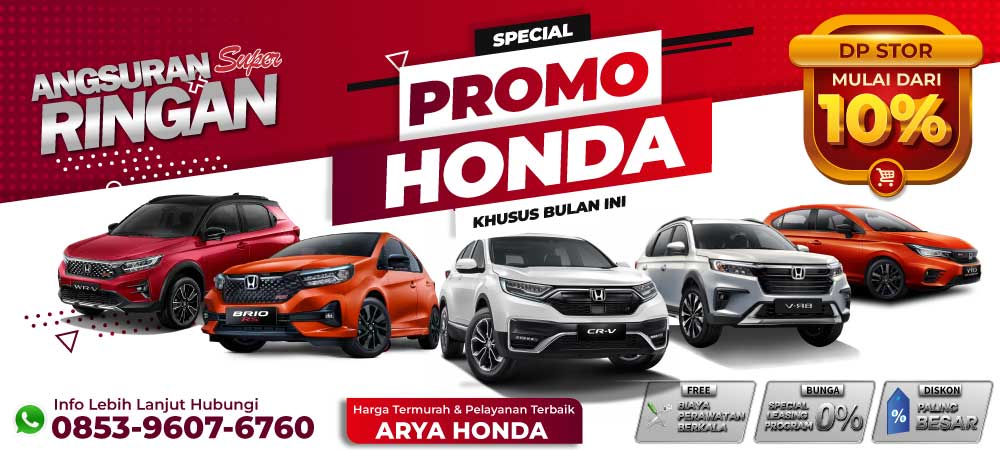 ANGSURAN Super
RINGAN
SPECIAL
PROMO
HONDA
KHUSUS BULAN INI
DP STOR
MULAI DARI
10%
WR-V
BRIO
RS
CR-V
Info Lebih Lanjut Hubungi
0853-9607-6760
Harga Termurah & Pelayanan Terbaik
ARYA HONDA
FREE
BIAYA
PERAWATAN
BERKALA
BUNGA
SPECIAL
LEASING
PROGRAM
0%
DISKON
%
PALING
BESAR